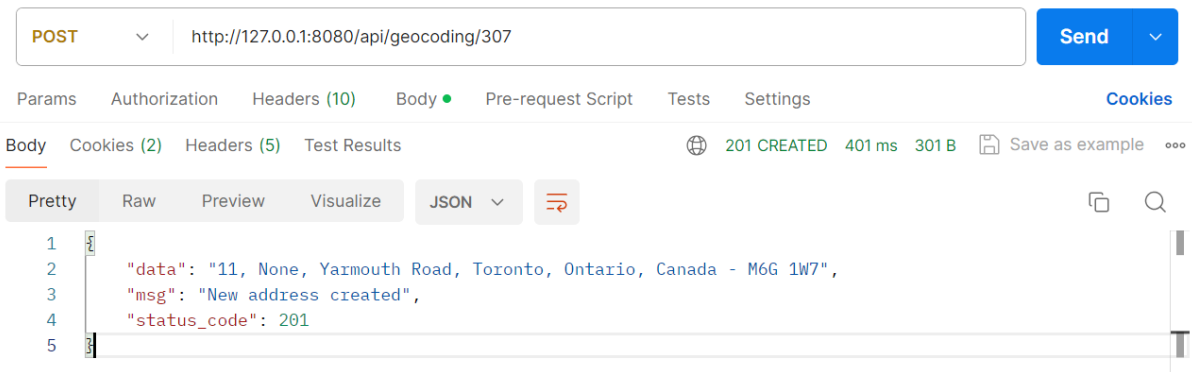 POST http://127.0.0.1:8080/api/geocoding/307 Send
Params Authorization Headers (10) Body Pre-request Script Tests Settings Cookies
Body Cookies (2) Headers (5) Test Results 201 CREATED 401 ms 301 B Save as example
Pretty Raw Preview Visualize JSON
1 {
2 "data": "11, None, Yarmouth Road, Toronto, Ontario, Canada - M6G 1W7",
3 "msg": "New address created",
4 "status_code": 201
5 }